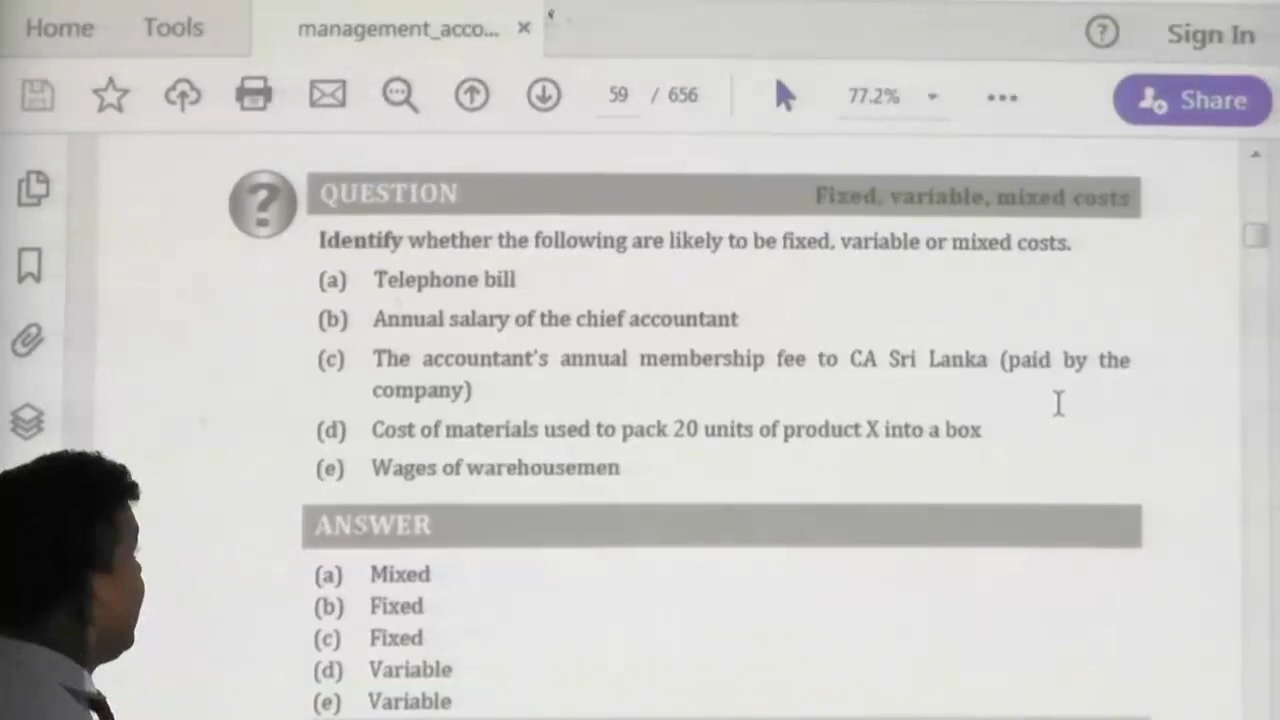 Home Tools management_acco... ×
? Sign In
59 / 656 77.2% ••• Share
? QUESTION Fixed, variable, mixed costs
Identify whether the following are likely to be fixed, variable or mixed costs.
(a) Telephone bill
(b) Annual salary of the chief accountant
(c) The accountant's annual membership fee to CA Sri Lanka (paid by the
company)
(d) Cost of materials used to pack 20 units of product X into a box
(e) Wages of warehousemen
ANSWER
(a) Mixed
(b) Fixed
(c) Fixed
(d) Variable
(e) Variable